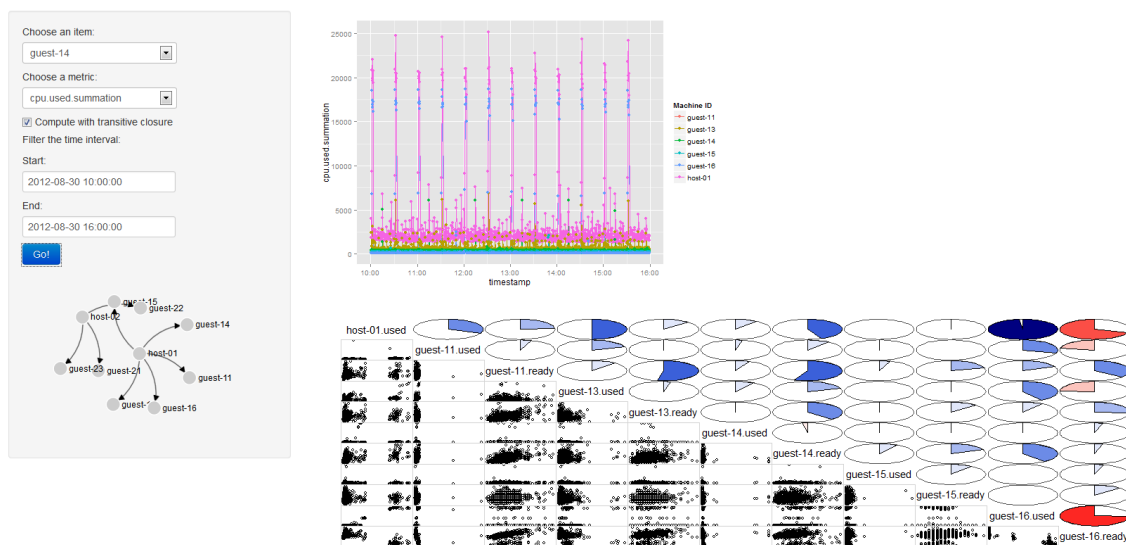 Choose an item:
guest-14
Choose a metric:
cpu.used.summation
Compute with transitive closure
Filter the time interval:
Start:
2012-08-30 10:00:00
End:
2012-08-30 16:00:00
Go!
guest-15
guest-22
host-02
guest-14
host-01
guest-23
guest-21
guest-11
guest-16
25000
20000
15000
10000
5000
0
cpu.used.summation
10:00
11:00
12:00
13:00
14:00
15:00
16:00
timestamp
Machine ID
guest-11
guest-13
guest-14
guest-15
guest-16
host-01
host-01.used
guest-11.used
guest-11.ready
guest-13.used
guest-13.ready
guest-14.used
guest-14.ready
guest-15.used
guest-15.ready
guest-16.used
guest-16.ready